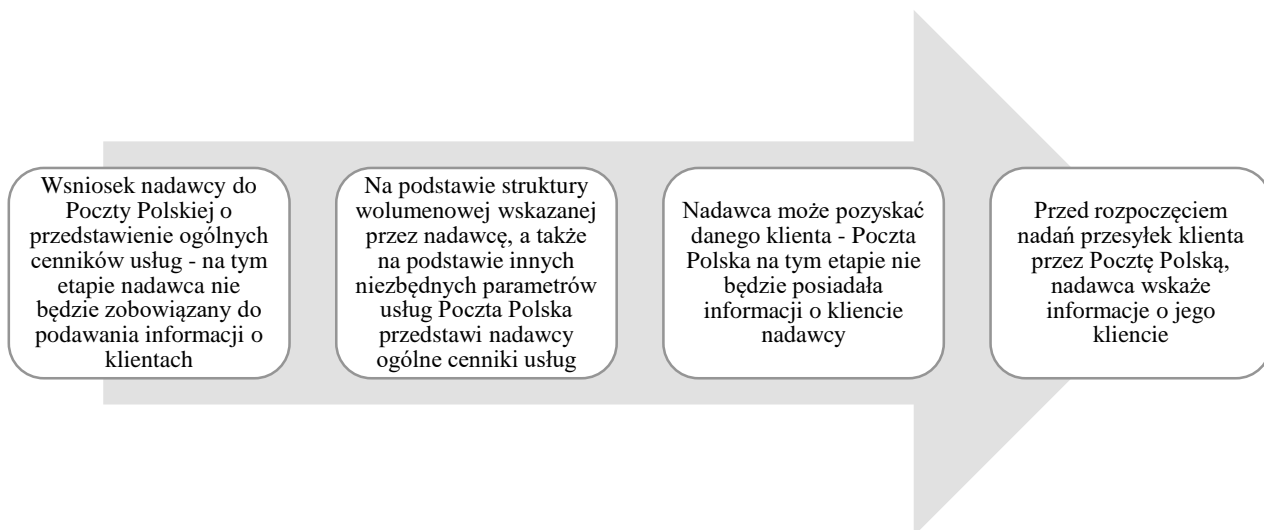 Wsniosek nadawcy do
Poczty Polskiej o
przedstawienie ogólnych
cenników usług - na tym
etapie nadawca nie
będzie zobowiązany do
podawania informacji o
klientach
Na podstawie struktury
wolumenowej wskazanej
przez nadawcę, a także
na podstawie innych
niezbędnych parametrów
usług Poczta Polska
przedstawi nadawcy
ogólne cenniki usług
Nadawca może pozyskać
danego klienta - Poczta
Polska na tym etapie nie
będzie posiadała
informacji o kliencie
nadawcy
Przed rozpoczęciem
nadań przesyłek klienta
przez Pocztę Polską,
nadawca wskaże
informacje o jego
kliencie